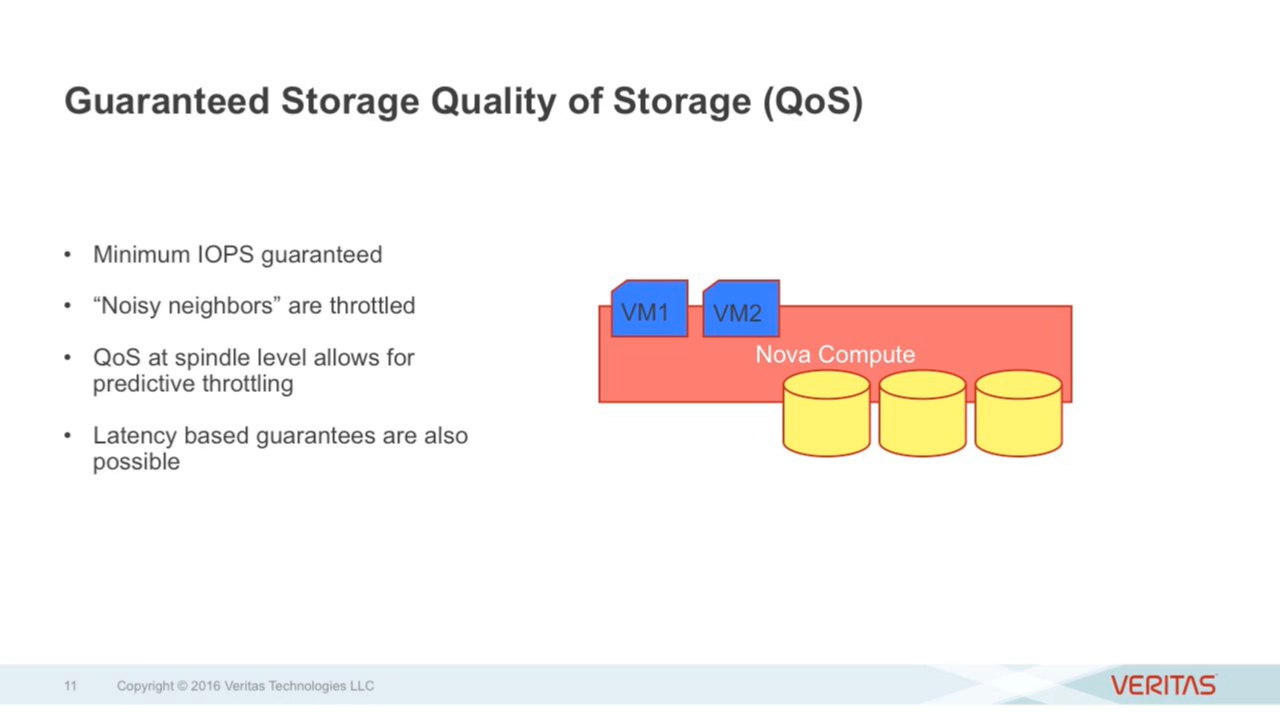 Guaranteed Storage Quality of Storage (QoS)
• Minimum IOPS guaranteed
• “Noisy neighbors” are throttled
• QoS at spindle level allows for
predictive throttling
• Latency based guarantees are also
possible
VM1
VM2
Nova Compute
11
Copyright © 2016 Veritas Technologies LLC
VERITAS